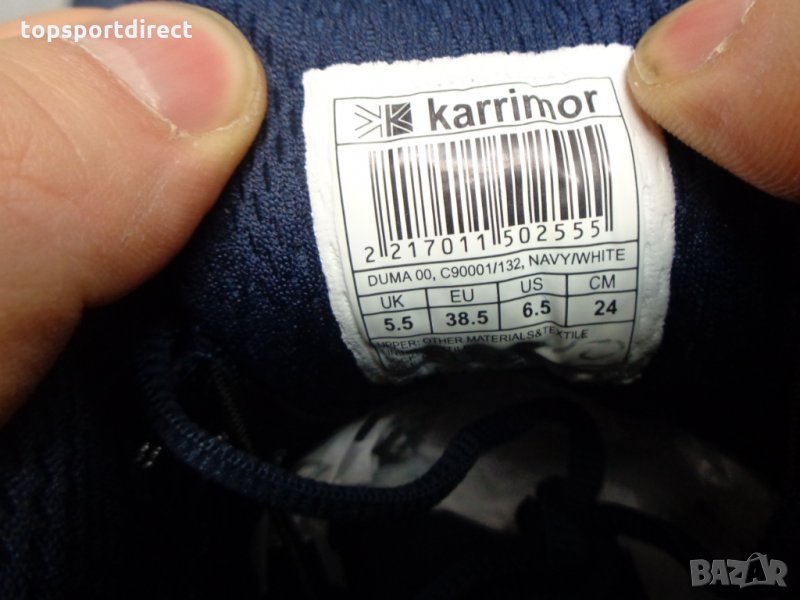 topsportdirect
karrimor
2 217011 502555
DUMA 00, C90001/132, NAVY/WHITE
UK EU US CM
5.5 38.5 6.5 24
UPPER: OTHER MATERIALS&TEXTILE
BAZAR